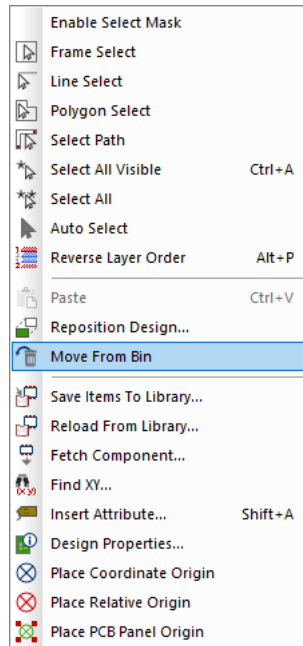 Enable Select Mask
Frame Select
Line Select
Polygon Select
Select Path
Select All Visible Ctrl+A
Select All
Auto Select
Reverse Layer Order Alt+P
Paste Ctrl+V
Reposition Design...
Move From Bin
Save Items To Library...
Reload From Library...
Fetch Component...
Find XY...
Insert Attribute... Shift+A
Design Properties...
Place Coordinate Origin
Place Relative Origin
Place PCB Panel Origin